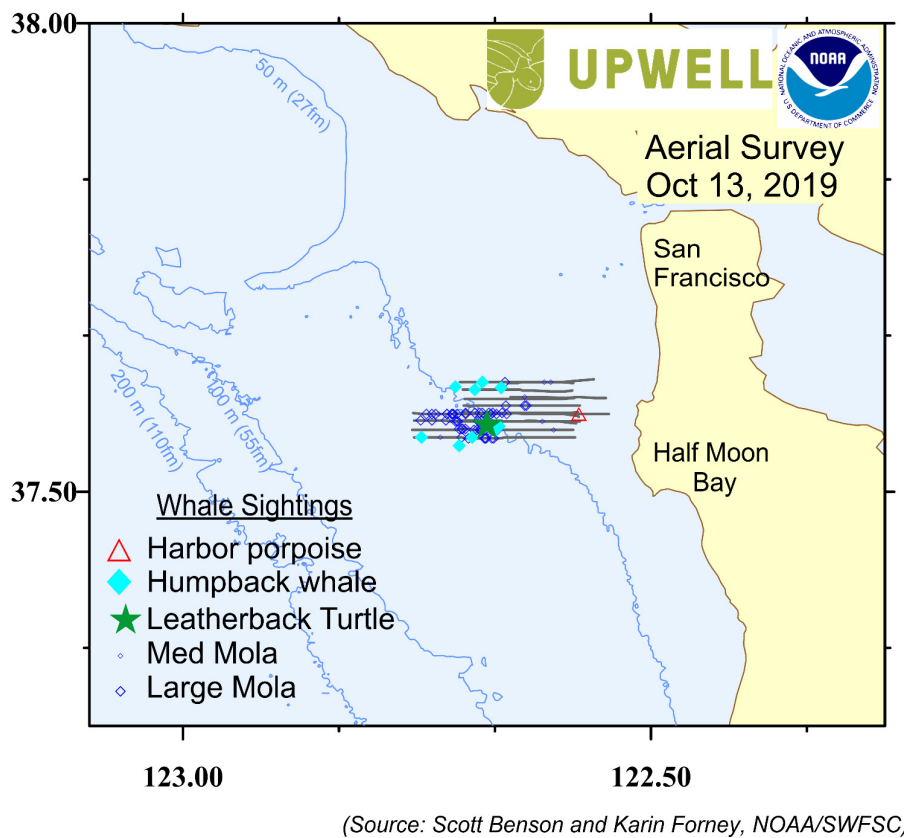 38.00
50 m (27fm)
UPWELL
NOAA
NATIONAL OCEANIC AND ATMOSPHERIC ADMINISTRATION
U.S. DEPARTMENT OF COMMERCE
Aerial Survey
Oct 13, 2019
San
Francisco
200 m (110fm)
100 m (55fm)
37.50
Half Moon
Bay
Whale Sightings
Harbor porpoise
Humpback whale
Leatherback Turtle
Med Mola
Large Mola
123.00
122.50
(Source: Scott Benson and Karin Forney, NOAA/SWFSC)